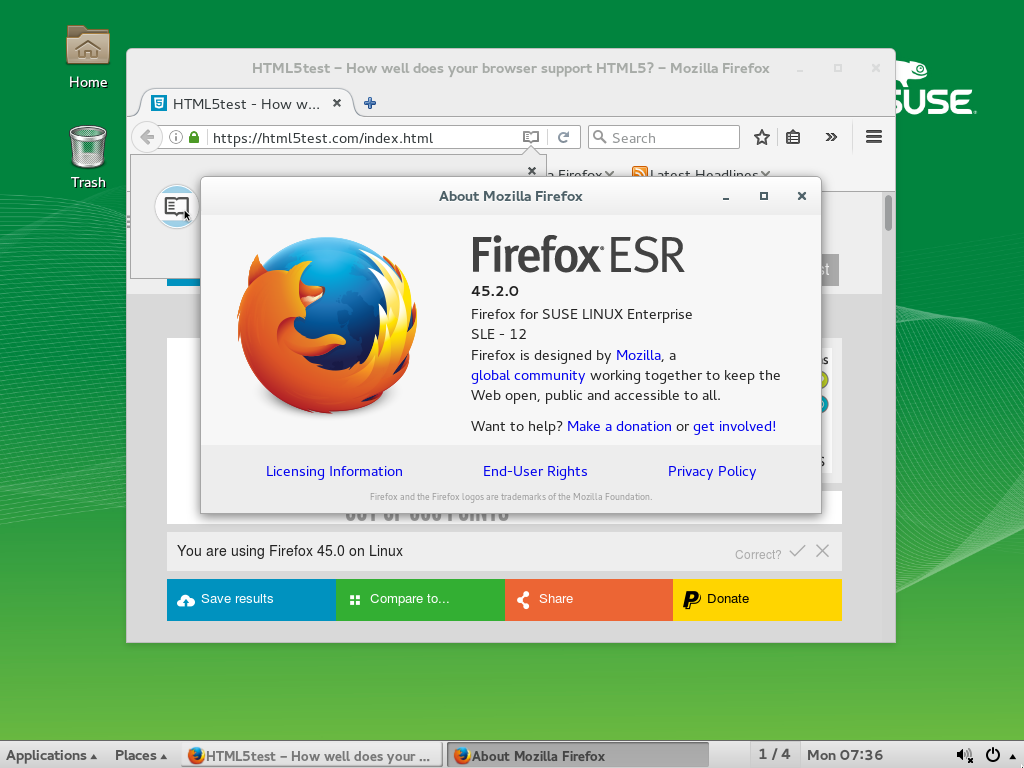 Home
Trash
SUSE
HTML5test – How well does your browser support HTML5? – Mozilla Firefox
HTML5test - How w...
https://html5test.com/index.html
Search
Firefox
Latest Headlines
About Mozilla Firefox
Firefox ESR
45.2.0
Firefox for SUSE LINUX Enterprise
SLE - 12
Firefox is designed by Mozilla, a
global community working together to keep the
Web open, public and accessible to all.
Want to help? Make a donation or get involved!
Licensing Information End-User Rights Privacy Policy
Firefox and the Firefox logos are trademarks of the Mozilla Foundation.
You are using Firefox 45.0 on Linux
Correct?
Save results Compare to... Share Donate
Applications Places HTML5test – How well does your ... About Mozilla Firefox 1 / 4 Mon 07:36